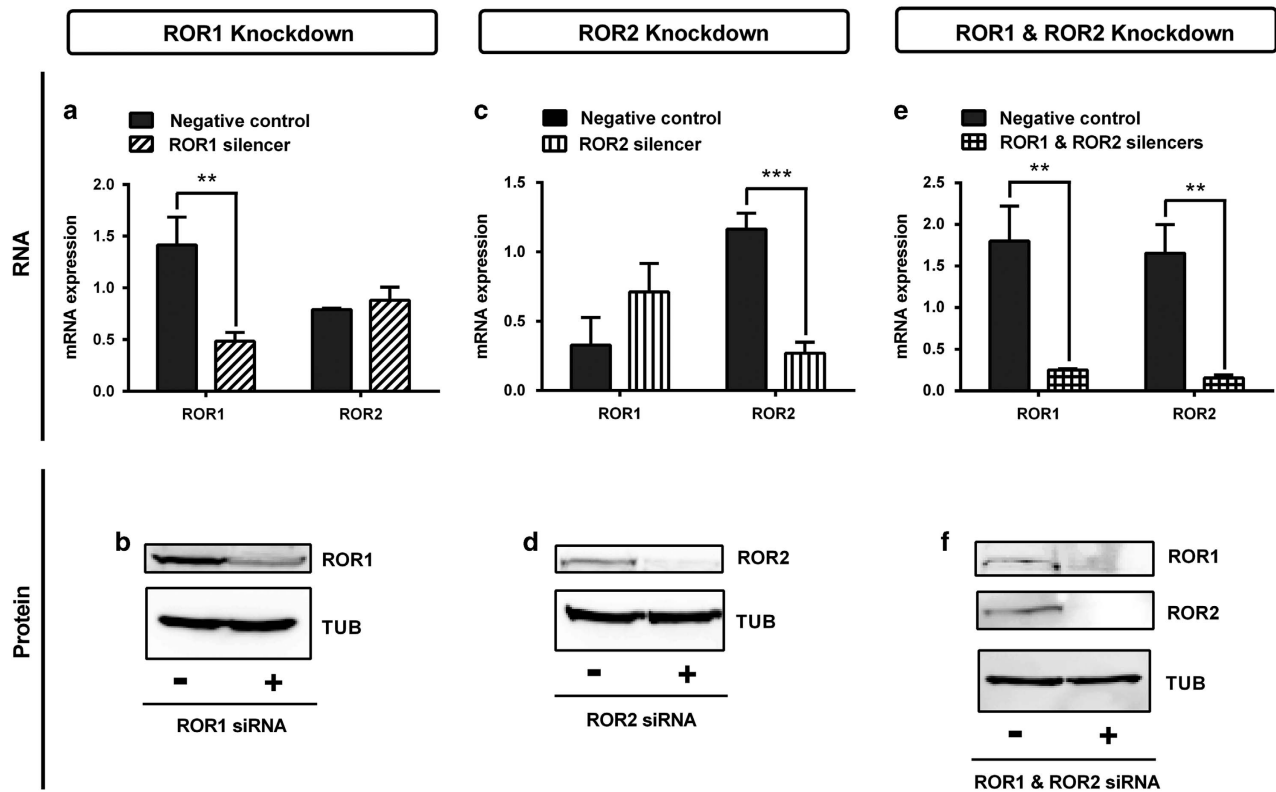 ROR1 Knockdown
ROR2 Knockdown
ROR1 & ROR2 Knockdown
RNA
a
Negative control
ROR1 silencer
**
mRNA expression
2.0
1.5
1.0
0.5
0.0
ROR1
ROR2
c
Negative control
ROR2 silencer
***
mRNA expression
1.5
1.0
0.5
0.0
ROR1
ROR2
e
Negative control
ROR1 & ROR2 silencers
**
**
mRNA expression
2.5
2.0
1.5
1.0
0.5
0.0
ROR1
ROR2
Protein
b
ROR1
TUB
- +
ROR1 siRNA
d
ROR2
TUB
- +
ROR2 siRNA
f
ROR1
ROR2
TUB
- +
ROR1 & ROR2 siRNA